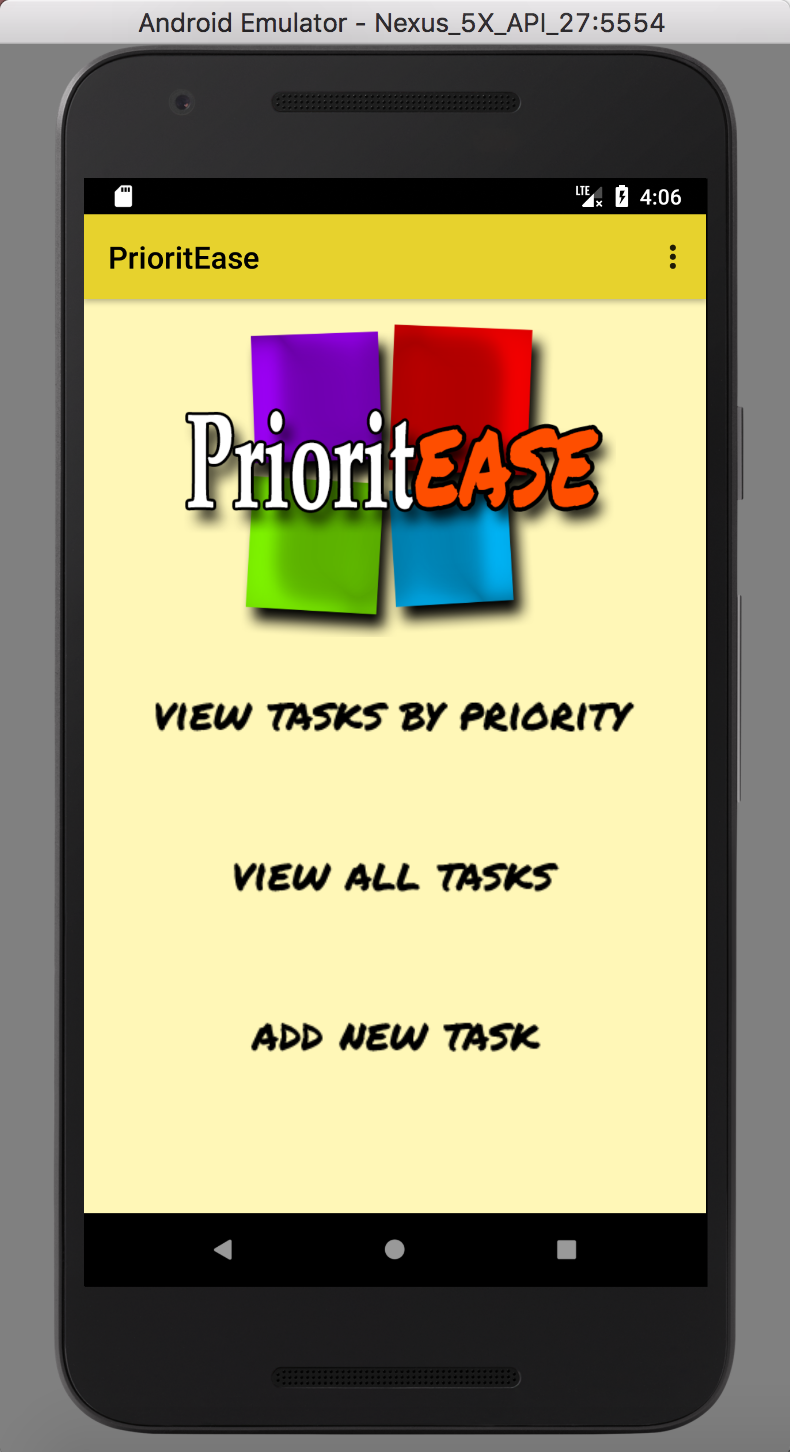 Android Emulator - Nexus_5X_API_27:5554
LTE 4:06
PrioritEase
PrioritEASE
VIEW TASKS BY PRIORITY
VIEW ALL TASKS
ADD NEW TASK